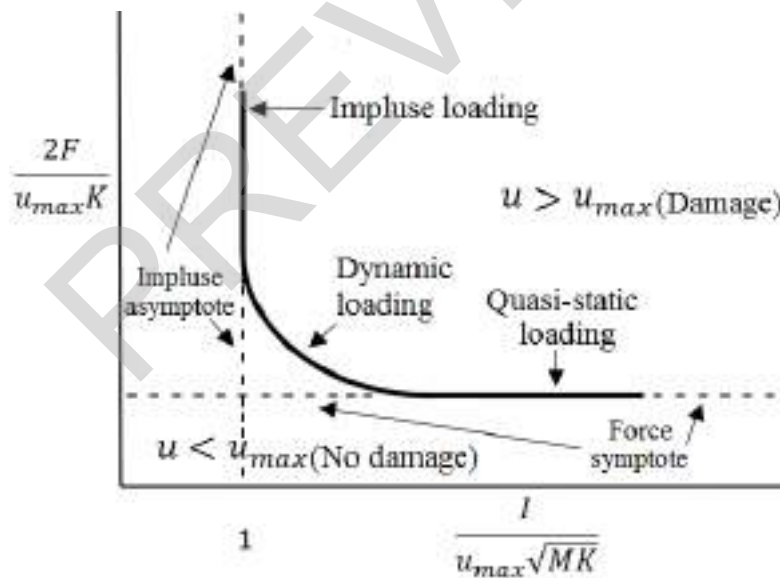 PREV
Impluse loading
2F
u_max K
u > u_max (Damage)
Impluse
asymptote
Dynamic
loading
Quasi-static
loading
u < u_max (No damage)
Force
symptote
1
I
u_max √MK